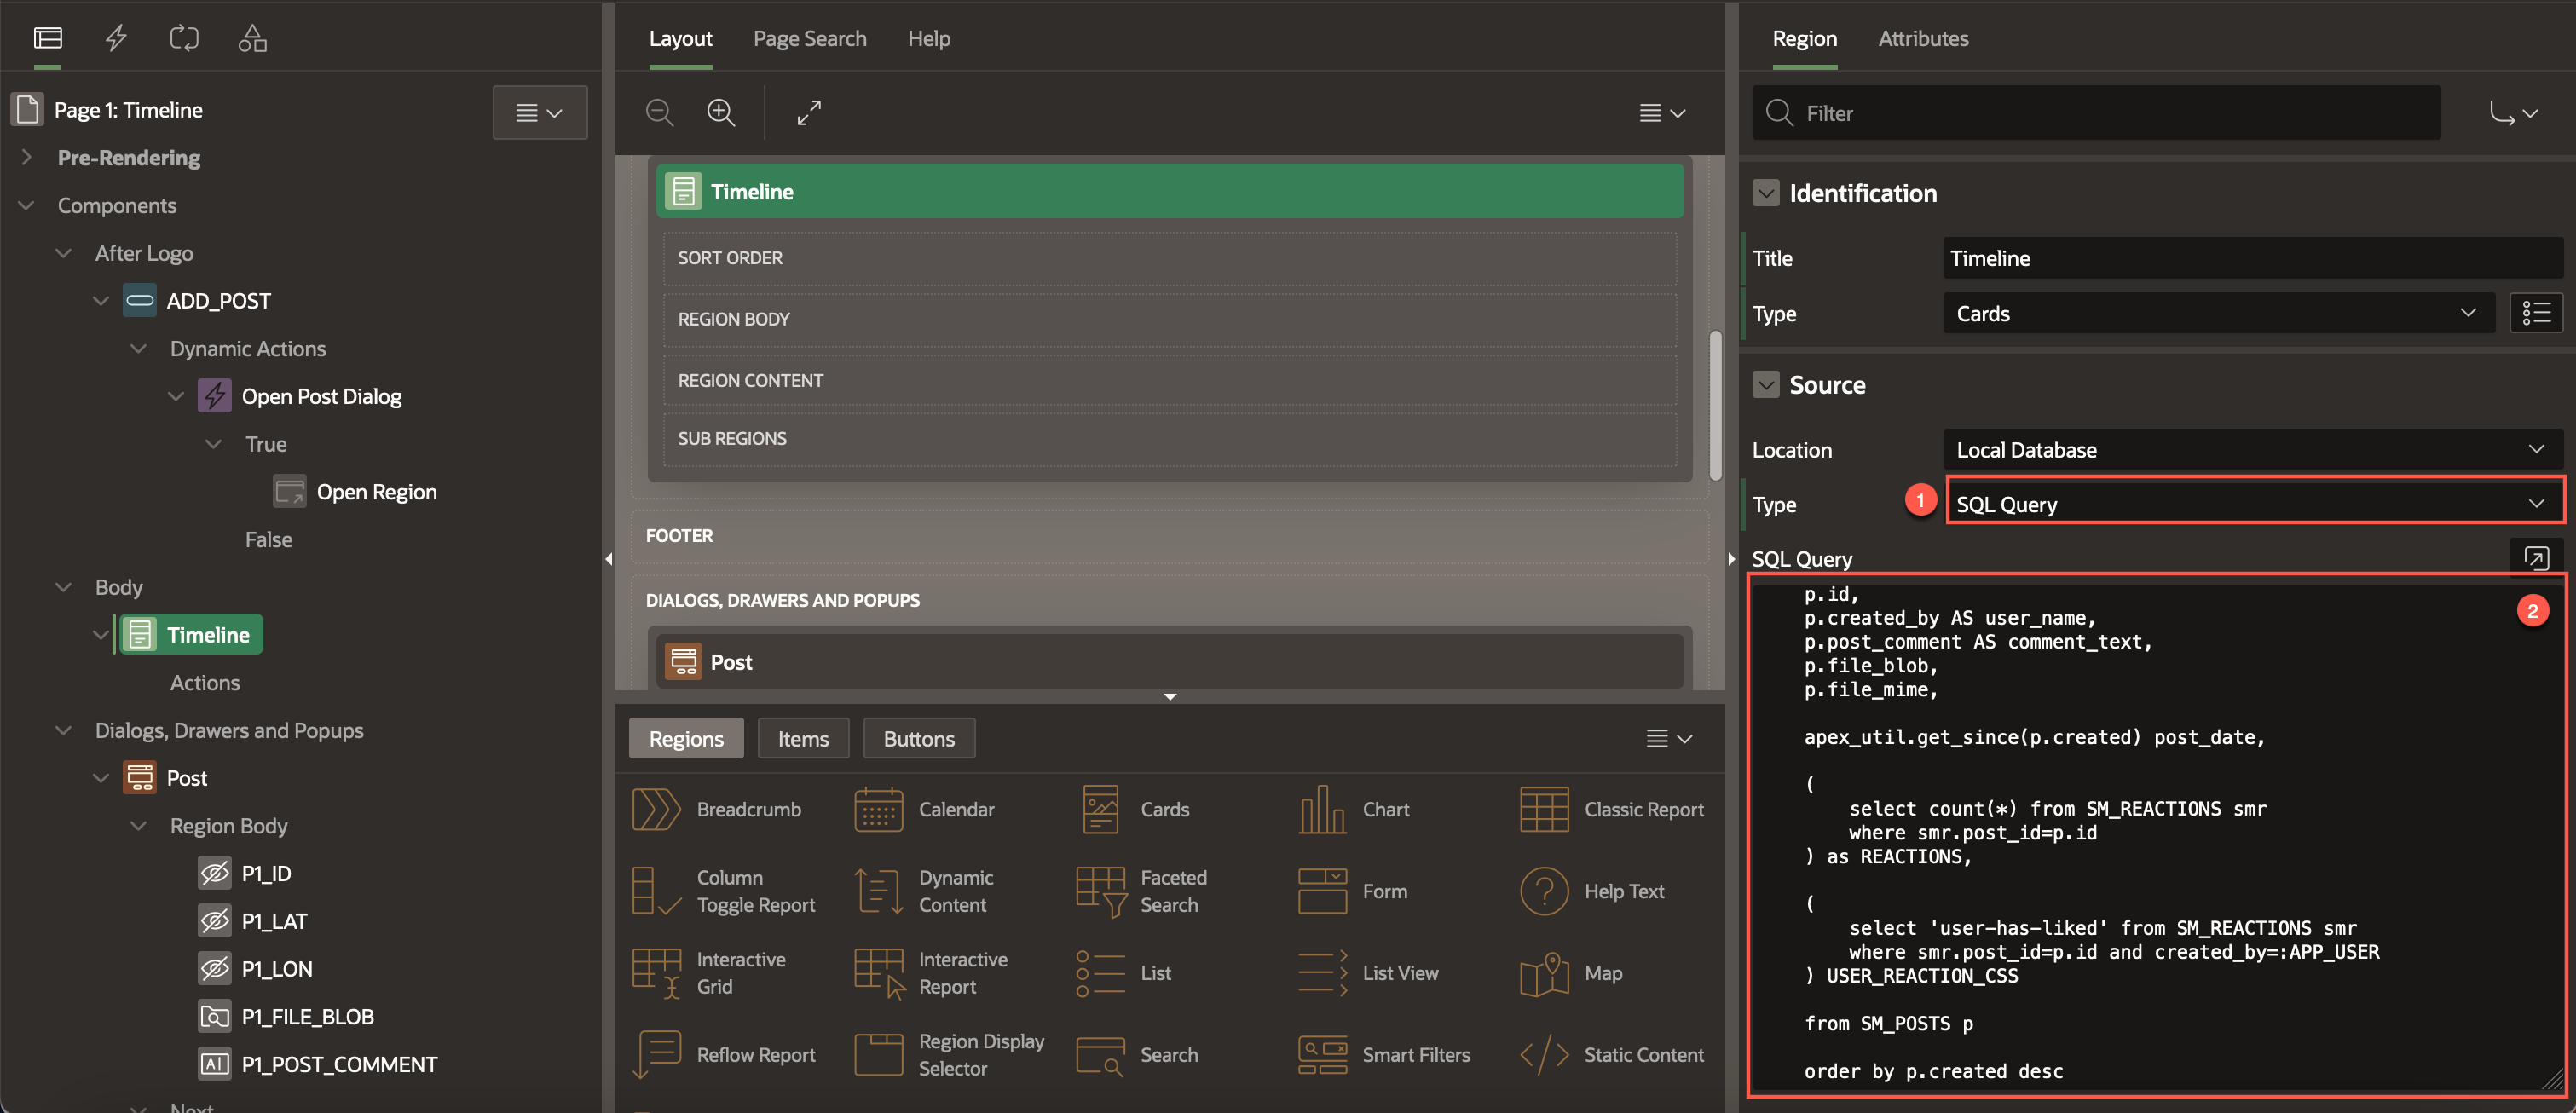 Page 1: Timeline
Pre-Rendering
Components
After Logo
ADD_POST
Dynamic Actions
Open Post Dialog
True
Open Region
False
Body
Timeline
Actions
Dialogs, Drawers and Popups
Post
Region Body
P1_ID
P1_LAT
P1_LON
P1_FILE_BLOB
AI P1_POST_COMMENT
Next
Layout Page Search Help
Timeline
SORT ORDER
REGION BODY
REGION CONTENT
SUB REGIONS
FOOTER
DIALOGS, DRAWERS AND POPUPS
Post
Regions Items Buttons
Breadcrumb
Calendar
Cards
Chart
Classic Report
Column
Toggle Report
Dynamic
Content
Faceted
Search
Form
Help Text
Interactive
Grid
Interactive
Report
List
List View
Map
Reflow Report
Region Display
Selector
Search
Smart Filters
Static Content
Region Attributes
Filter
Identification
Title Timeline
Type Cards
Source
Location Local Database
Type 1 SQL Query
SQL Query
2
p.id,
p.created_by AS user_name,
p.post_comment AS comment_text,
p.file_blob,
p.file_mime,
apex_util.get_since(p.created) post_date,
(
select count(*) from SM_REACTIONS smr
where smr.post_id=p.id
) as REACTIONS,
(
select 'user-has-liked' from SM_REACTIONS smr
where smr.post_id=p.id and created_by=:APP_USER
) USER_REACTION_CSS
from SM_POSTS p
order by p.created desc